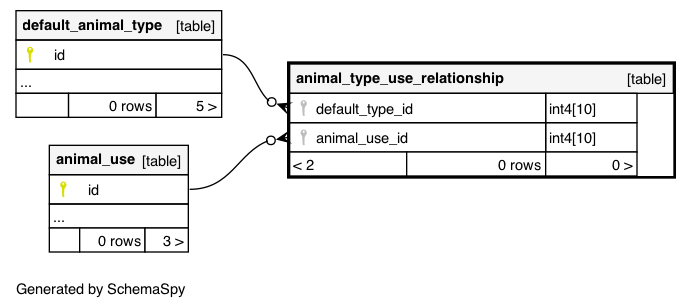 default_animal_type [table]
id
...
0 rows 5 >
animal_use [table]
id
...
0 rows 3 >
animal_type_use_relationship [table]
default_type_id int4[10]
animal_use_id int4[10]
< 2 0 rows 0 >
Generated by SchemaSpy